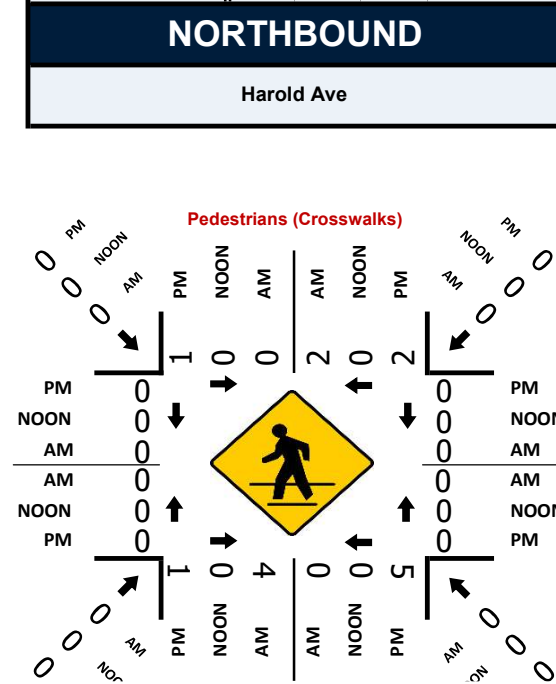 NORTHBOUND
Harold Ave
Pedestrians (Crosswalks)
PM NOON AM
0 0 0
PM NOON AM
AM NOON PM
PM NOON AM
0 0 0
1 0 0
2 0 2
PM 0
NOON 0
AM 0
AM 0
NOON 0
PM 0
0 PM
0 NOON
0 AM
0 AM
0 NOON
0 PM
1 0 4
0 0 5
0 0 0
AM
PM NOON AM
AM NOON PM
AM
0 0 0